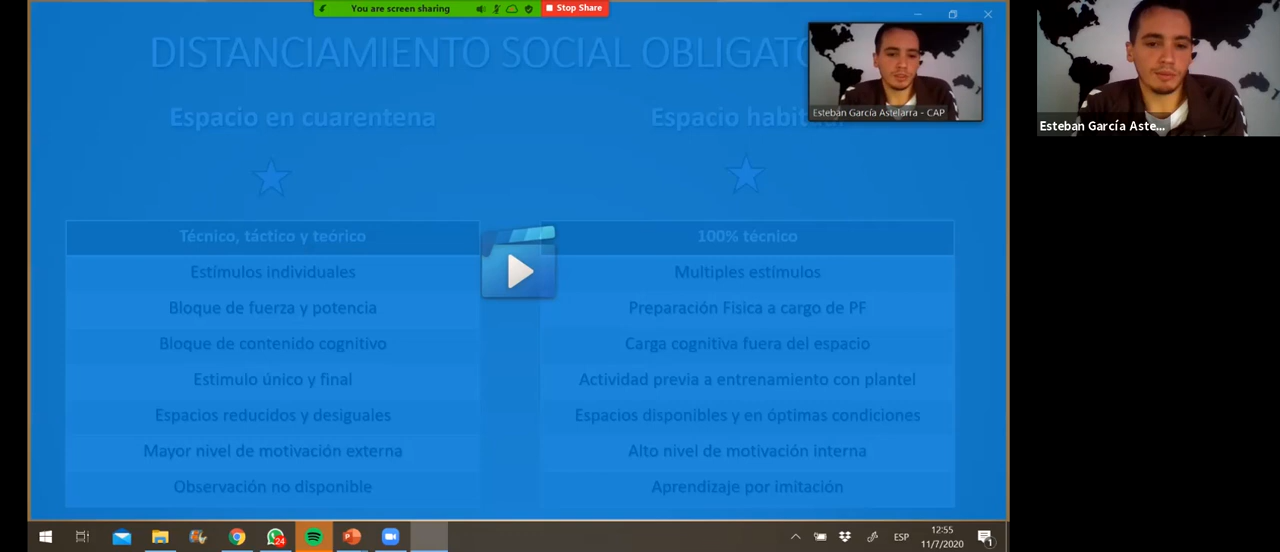 You are screen sharing
Stop Share
DISTANCIAMIENTO SOCIAL
Espacio en cuarentena
Espacio
Esteban García Astelarra - CAP
Esteban García Aste...
Técnico, táctico y teórico
Estímulos individuales
Bloque de fuerza y potencia
Bloque de contenido cognitivo
Estimulo único y final
Espacios reducidos y desiguales
Mayor nivel de motivación externa
Observación no disponible
100% técnico
Multiples estímulos
Preparación Fisica a cargo de PF
Carga cognitiva fuera del espacio
Actividad previa a entrenamiento con plantel
Espacios disponibles y en óptimas condiciones
Alto nivel de motivación interna
Aprendizaje por imitación
24
ESP
12:55
11/7/2020
1